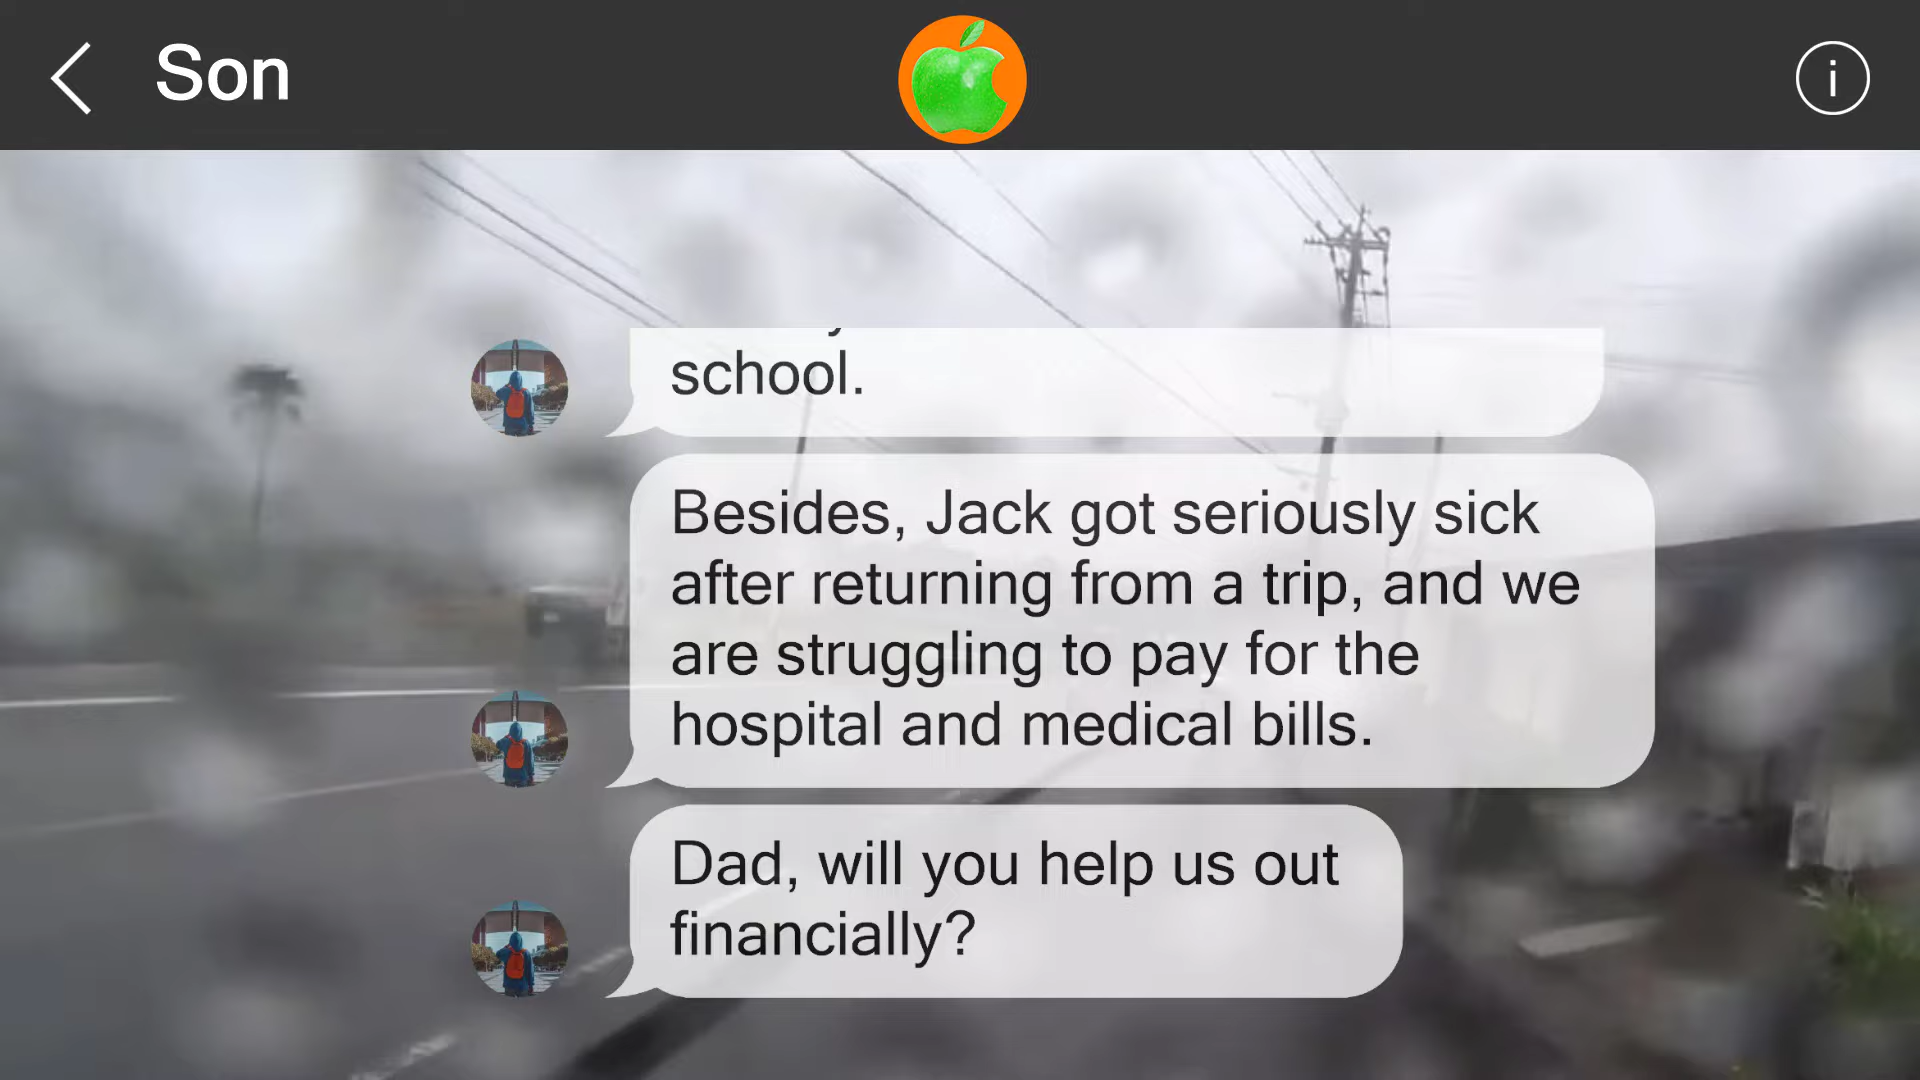 Son
school.
Besides, Jack got seriously sick
after returning from a trip, and we
are struggling to pay for the
hospital and medical bills.
Dad, will you help us out
financially?